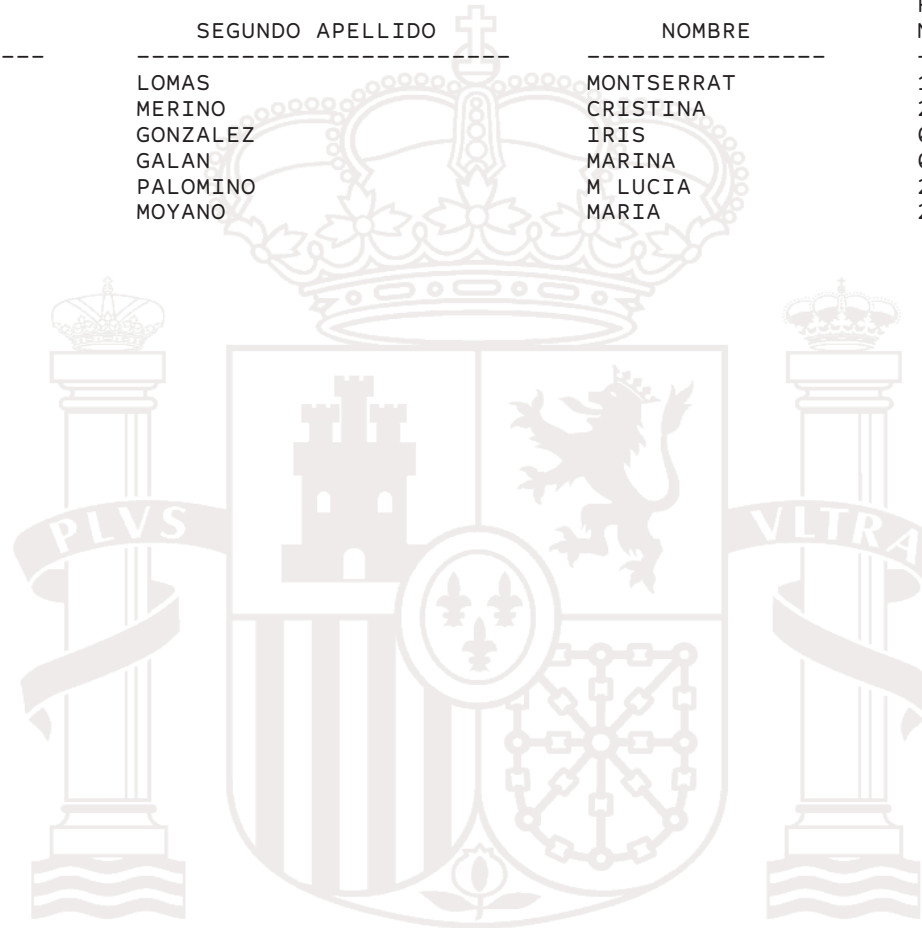 SEGUNDO APELLIDO NOMBRE
--- ------------------------- ----------------
LOMAS MONTSERRAT
MERINO CRISTINA
GONZALEZ IRIS
GALAN MARINA
PALOMINO M LUCIA
MOYANO MARIA
PLVS VLTRA